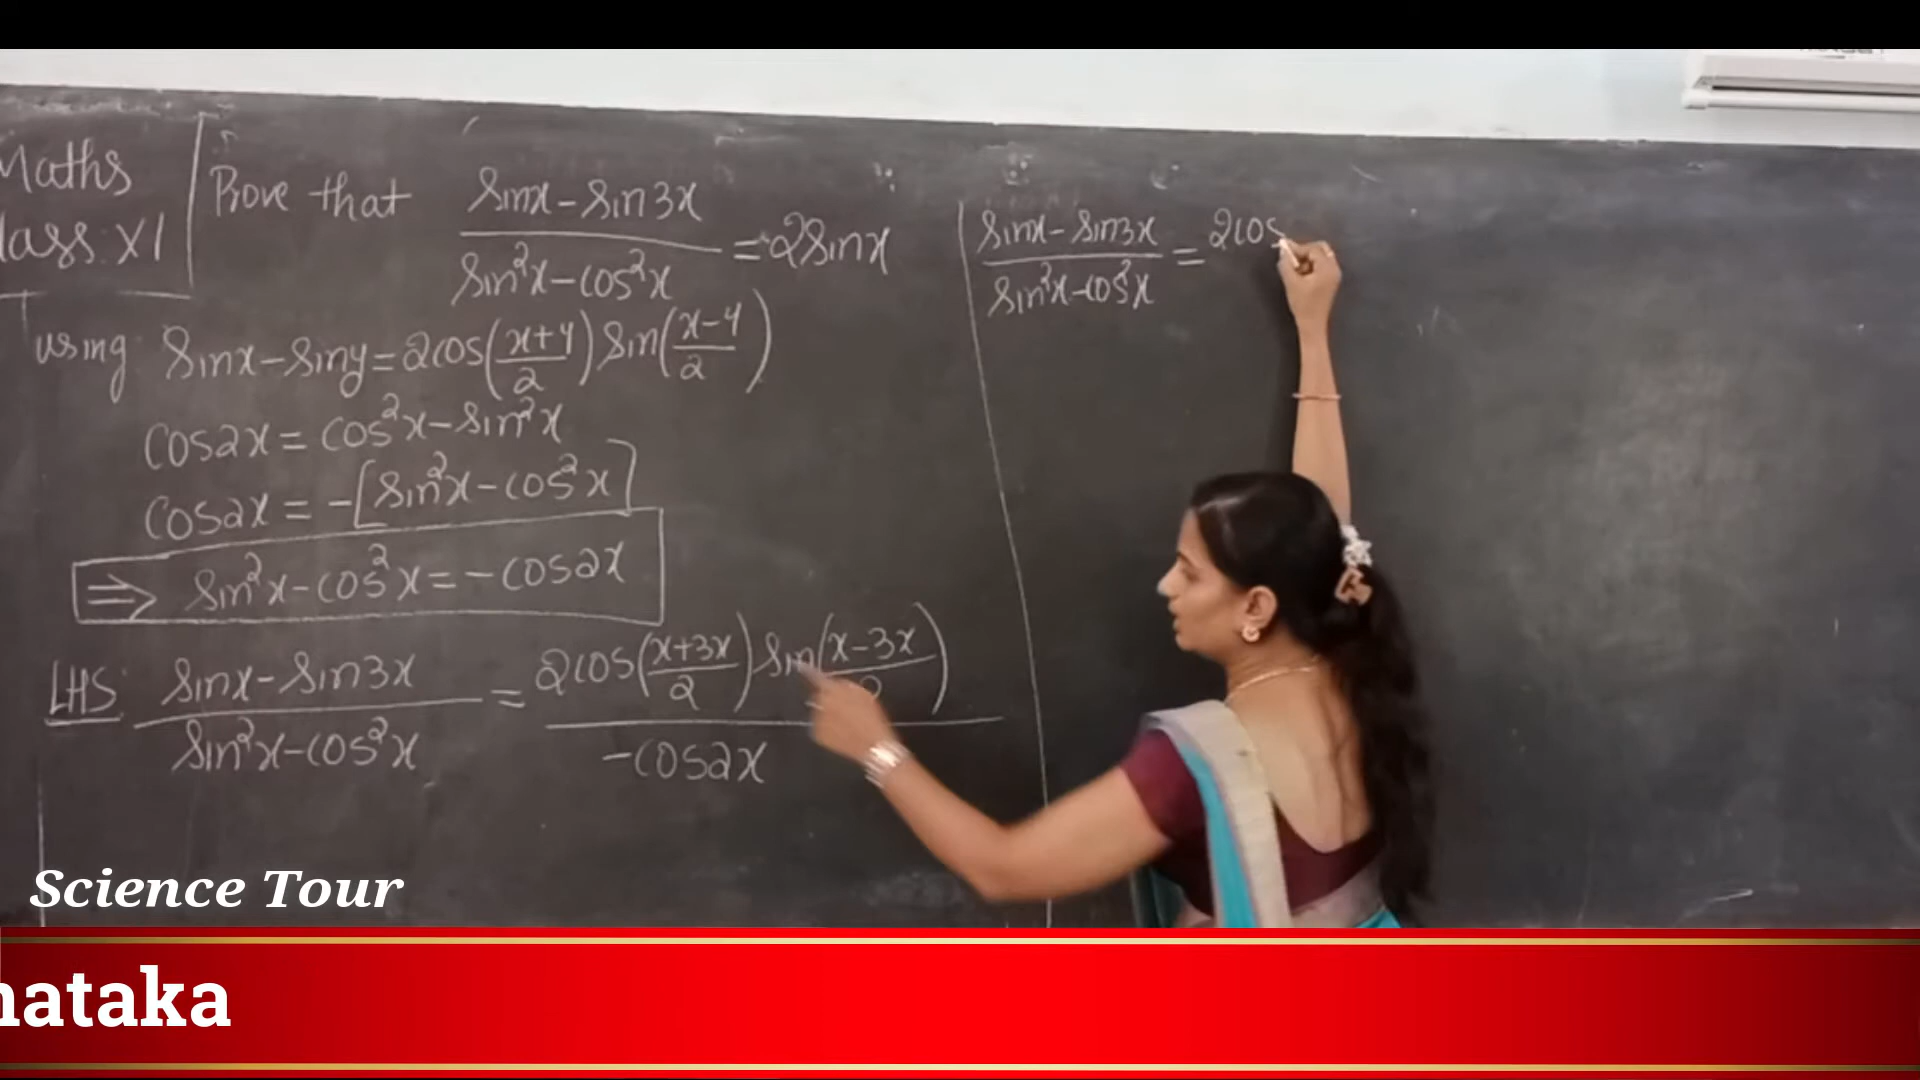 Maths
Class: XI
Prove that (sinx - sin3x)/(sin²x - cos²x) = 2sinx
using: sinx - siny = 2cos((x+y)/2) sin((x-y)/2)
cos2x = cos²x - sin²x
cos2x = -[sin²x - cos²x]
⇒ sin²x - cos²x = -cos2x
LHS: (sinx - sin3x)/(sin²x - cos²x) = (2cos((x+3x)/2) sin((x-3x)/2))/(-cos2x)
(sinx - sin3x)/(sin²x - cos²x) = 2cos
Science Tour
nataka